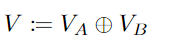 V := V_A ⊕ V_B